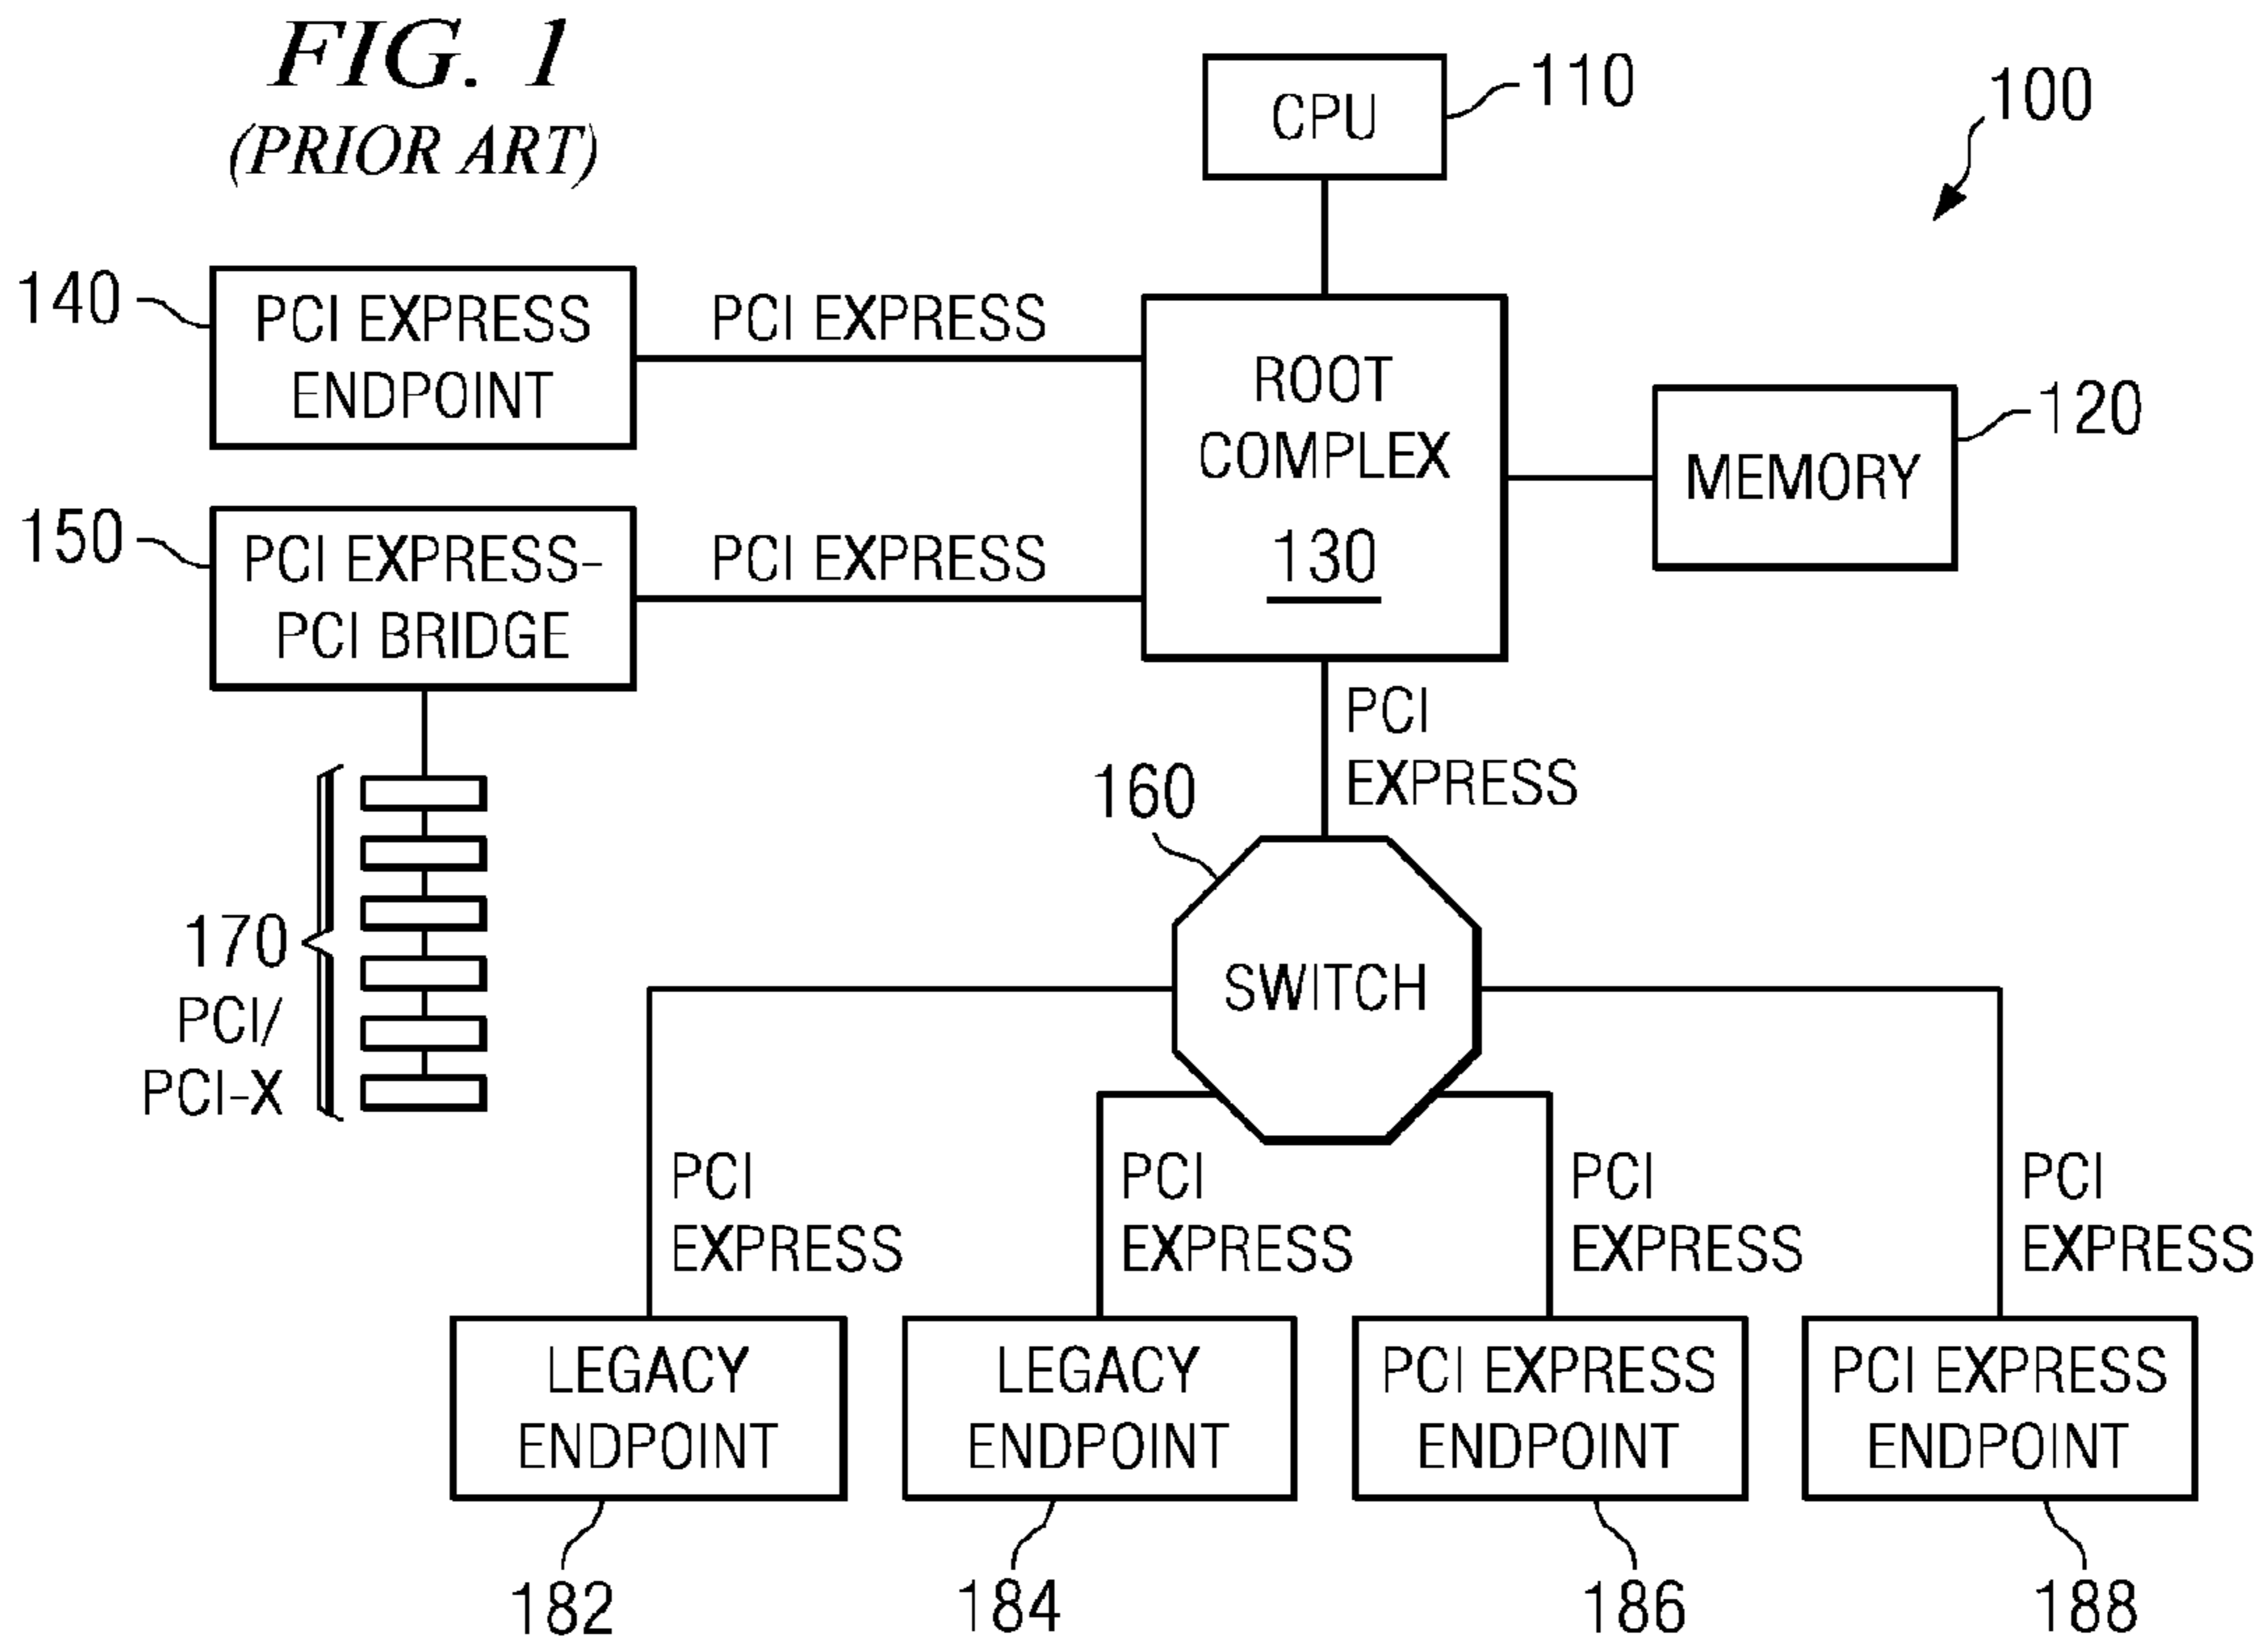 FIG. 1
(PRIOR ART)
CPU
110
100
140
PCI EXPRESS
ENDPOINT
PCI EXPRESS
ROOT
COMPLEX
130
MEMORY
120
150
PCI EXPRESS-
PCI BRIDGE
PCI EXPRESS
PCI
EXPRESS
160
SWITCH
170
PCI/
PCI-X
PCI
EXPRESS
PCI
EXPRESS
PCI
EXPRESS
PCI
EXPRESS
LEGACY
ENDPOINT
LEGACY
ENDPOINT
PCI EXPRESS
ENDPOINT
PCI EXPRESS
ENDPOINT
182
184
186
188